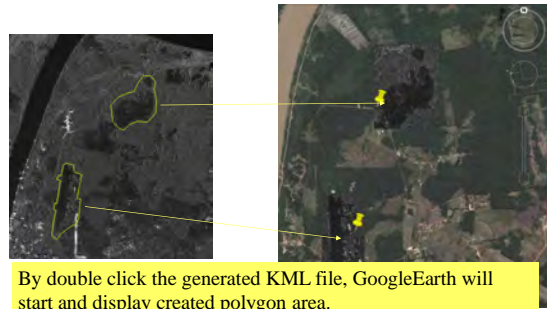 By double click the generated KML file, GoogleEarth will
start and display created polygon area.